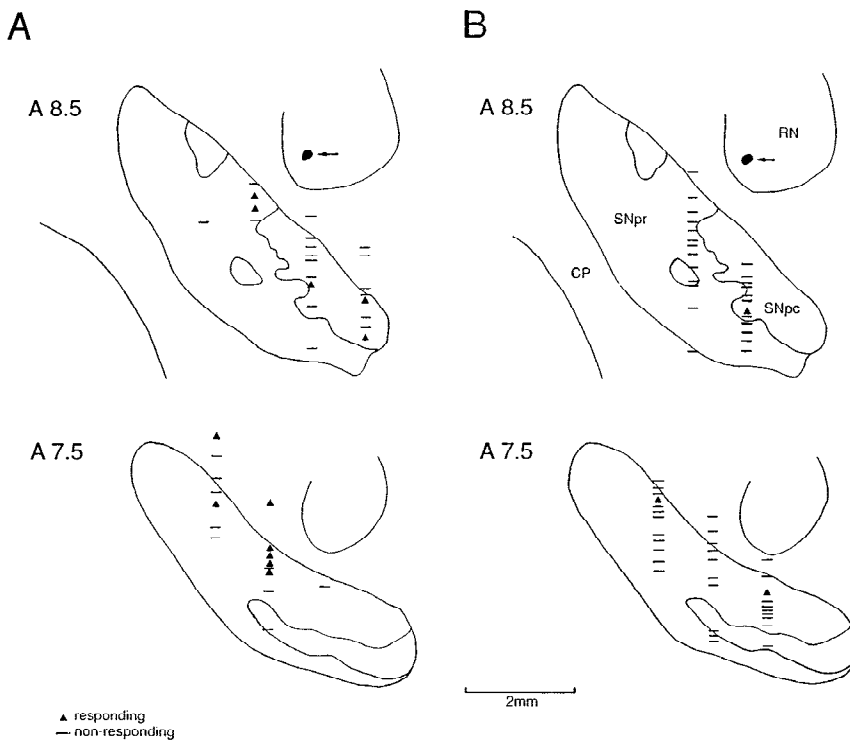 A
B
A 8.5
A 8.5
RN
SNpr
CP
SNpc
A 7.5
A 7.5
2mm
▲ responding
— non-responding